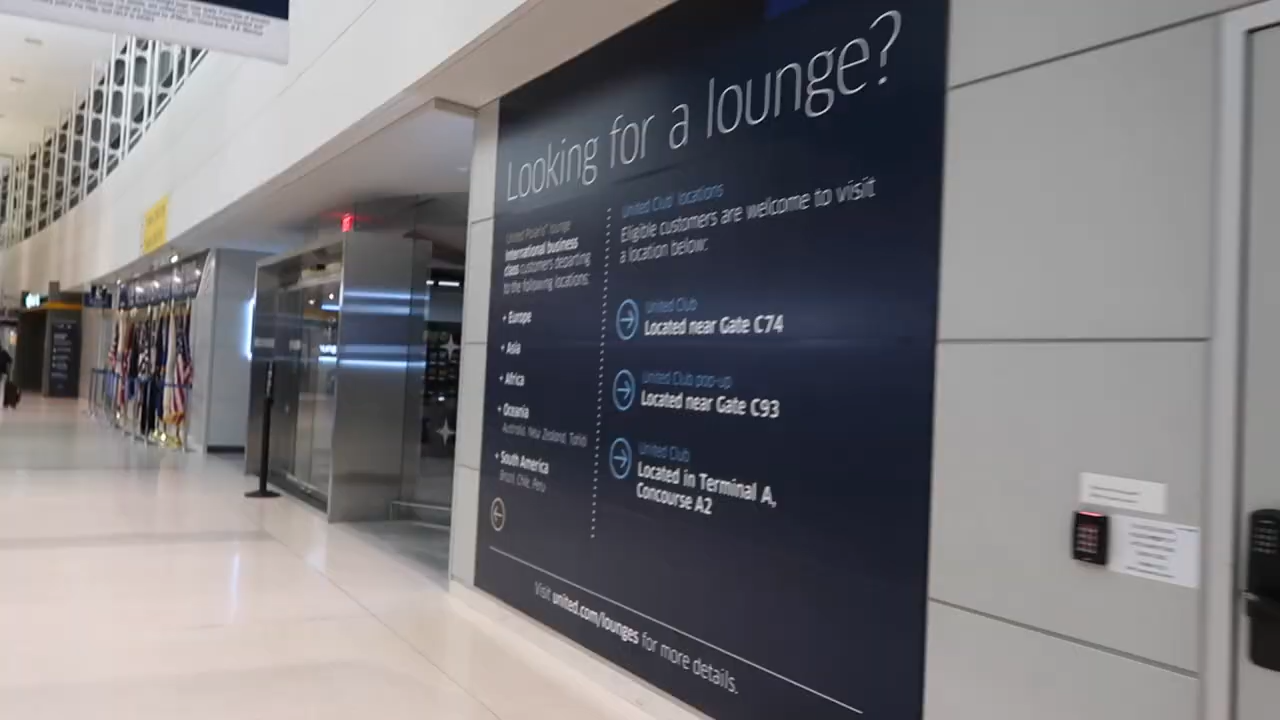 Looking for a lounge?
United Polaris® lounge
International business
class customers departing
to the following locations:
• Europe
• Asia
• Africa
• Oceania
Australia, New Zealand, Tahiti
• South America
Brazil, Chile, Peru
United Club℠ locations
Eligible customers are welcome to visit
a location below:
United Club
Located near Gate C74
United Club pop-up
Located near Gate C93
United Club
Located in Terminal A,
Concourse A2
Visit united.com/lounges for more details.